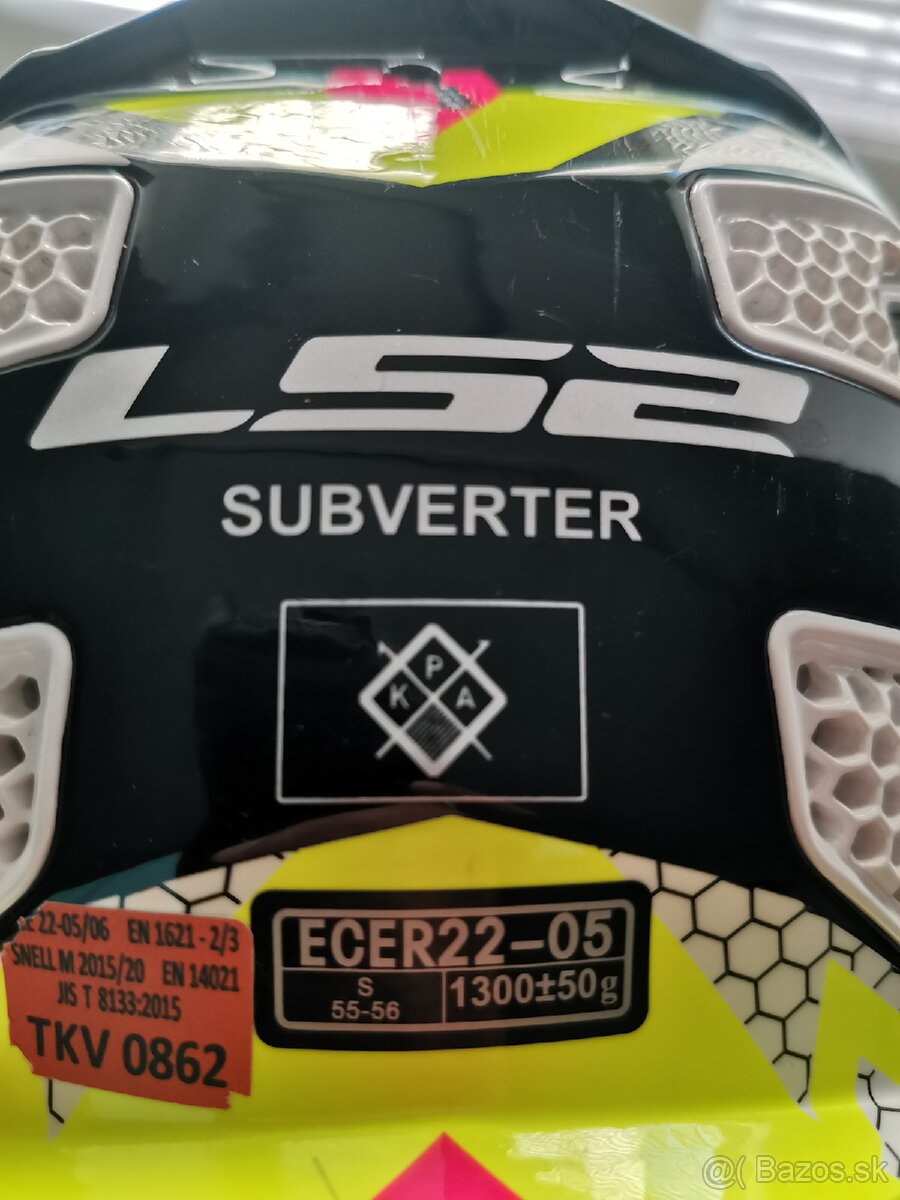 LS2
SUBVERTER
P
K A
22-05/06 EN 1621-2/3
SNELL M 2015/20 EN 14021
JIS T 8133:2015
TKV 0862
ECER22-05
S
55-56
1300±50g
@( Bazos.sk